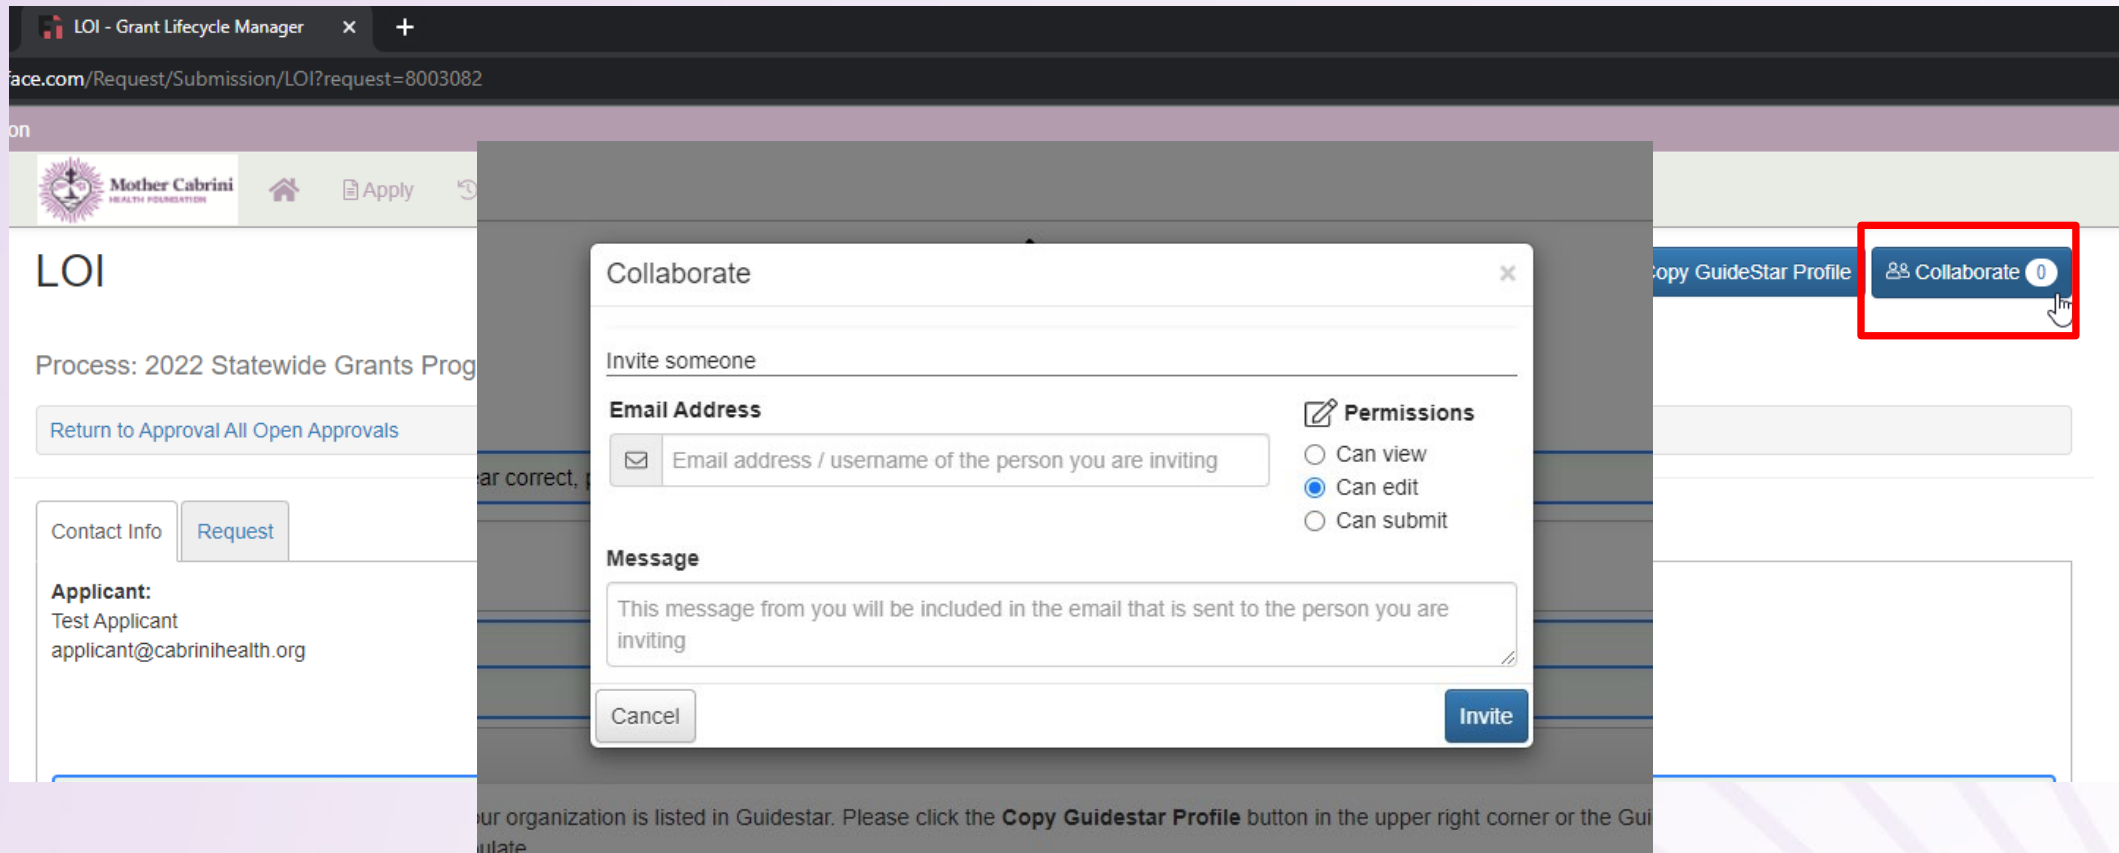 LOI - Grant Lifecycle Manager
face.com/Request/Submission/LOI?request=8003082
on
Mother Cabrini
HEALTH FOUNDATION
Apply
LOI
Copy GuideStar Profile
Collaborate 0
Process: 2022 Statewide Grants Prog
Return to Approval All Open Approvals
Contact Info
Request
Applicant:
Test Applicant
applicant@cabrinihealth.org
ar correct, p
Collaborate
Invite someone
Email Address
Email address / username of the person you are inviting
Permissions
Can view
Can edit
Can submit
Message
This message from you will be included in the email that is sent to the person you are
inviting
Cancel
Invite
ur organization is listed in Guidestar. Please click the Copy Guidestar Profile button in the upper right corner or the Gui
ulate